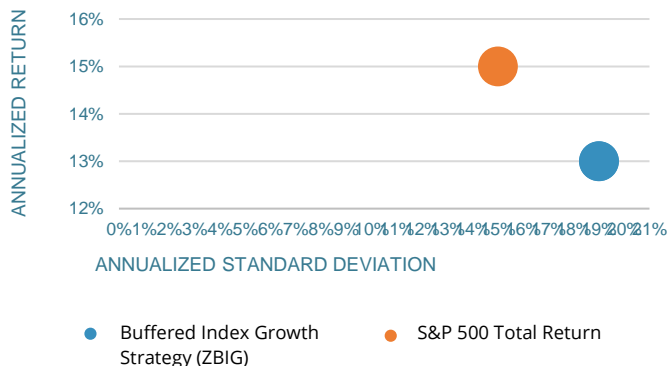 ANNUALIZED RETURN
16%
15%
14%
13%
12%
0% 1% 2% 3% 4% 5% 6% 7% 8% 9% 10% 11% 12% 13% 14% 15% 16% 17% 18% 19% 20% 21%
ANNUALIZED STANDARD DEVIATION
Buffered Index Growth
Strategy (ZBIG)
S&P 500 Total Return